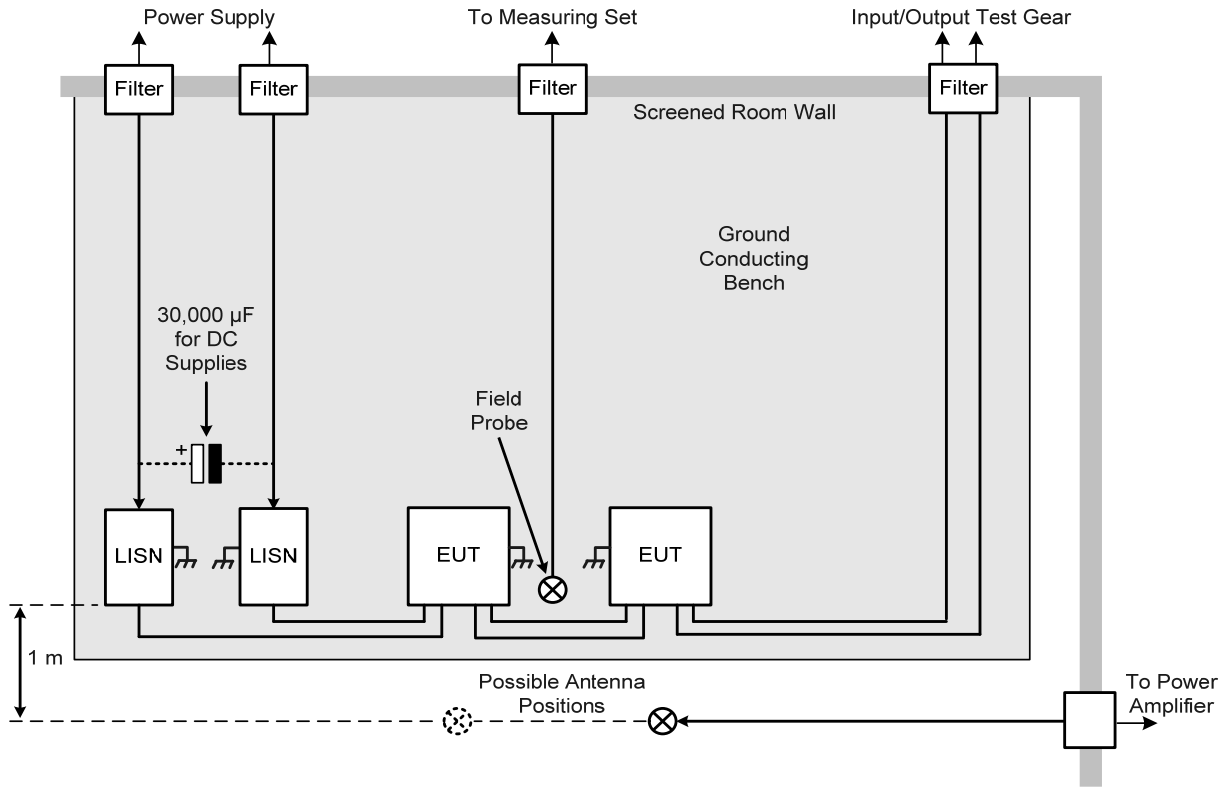 Power Supply
To Measuring Set
Input/Output Test Gear
Filter
Filter
Filter
Filter
Screened Room Wall
Ground
Conducting
Bench
30,000 µF
for DC
Supplies
+
Field
Probe
LISN
LISN
EUT
EUT
1 m
Possible Antenna
Positions
To Power
Amplifier